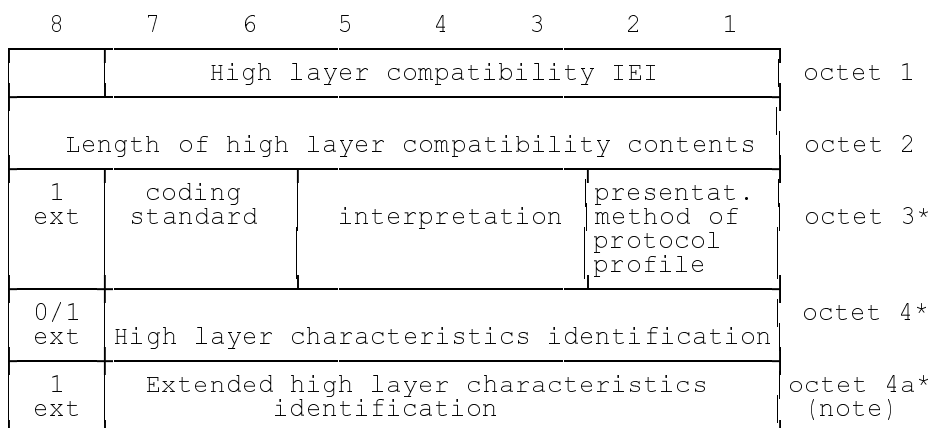 8 7 6 5 4 3 2 1
High layer compatibility IEI octet 1
Length of high layer compatibility contents octet 2
1 coding presentat.
ext standard interpretation method of octet 3*
protocol
profile
0/1 octet 4*
ext High layer characteristics identification
1 Extended high layer characteristics octet 4a*
ext identification (note)